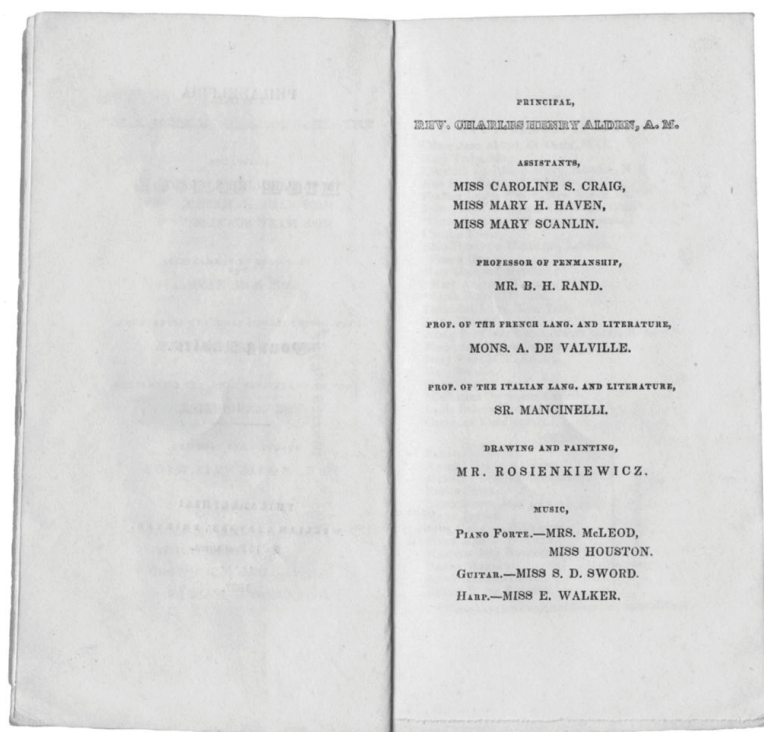 PRINCIPAL,
REV. CHARLES HENRY ALDEN, A. M.
ASSISTANTS,
MISS CAROLINE S. CRAIG,
MISS MARY H. HAVEN,
MISS MARY SCANLIN.
PROFESSOR OF PENMANSHIP,
MR. B. H. RAND.
PROF. OF THE FRENCH LANG. AND LITERATURE,
MONS. A. DE VALVILLE.
PROF. OF THE ITALIAN LANG. AND LITERATURE,
SR. MANCINELLI.
DRAWING AND PAINTING,
MR. ROSIENKIEWICZ.
MUSIC,
PIANO FORTE.—MRS. McLEOD,
MISS HOUSTON.
GUITAR.—MISS S. D. SWORD.
HARP.—MISS E. WALKER.